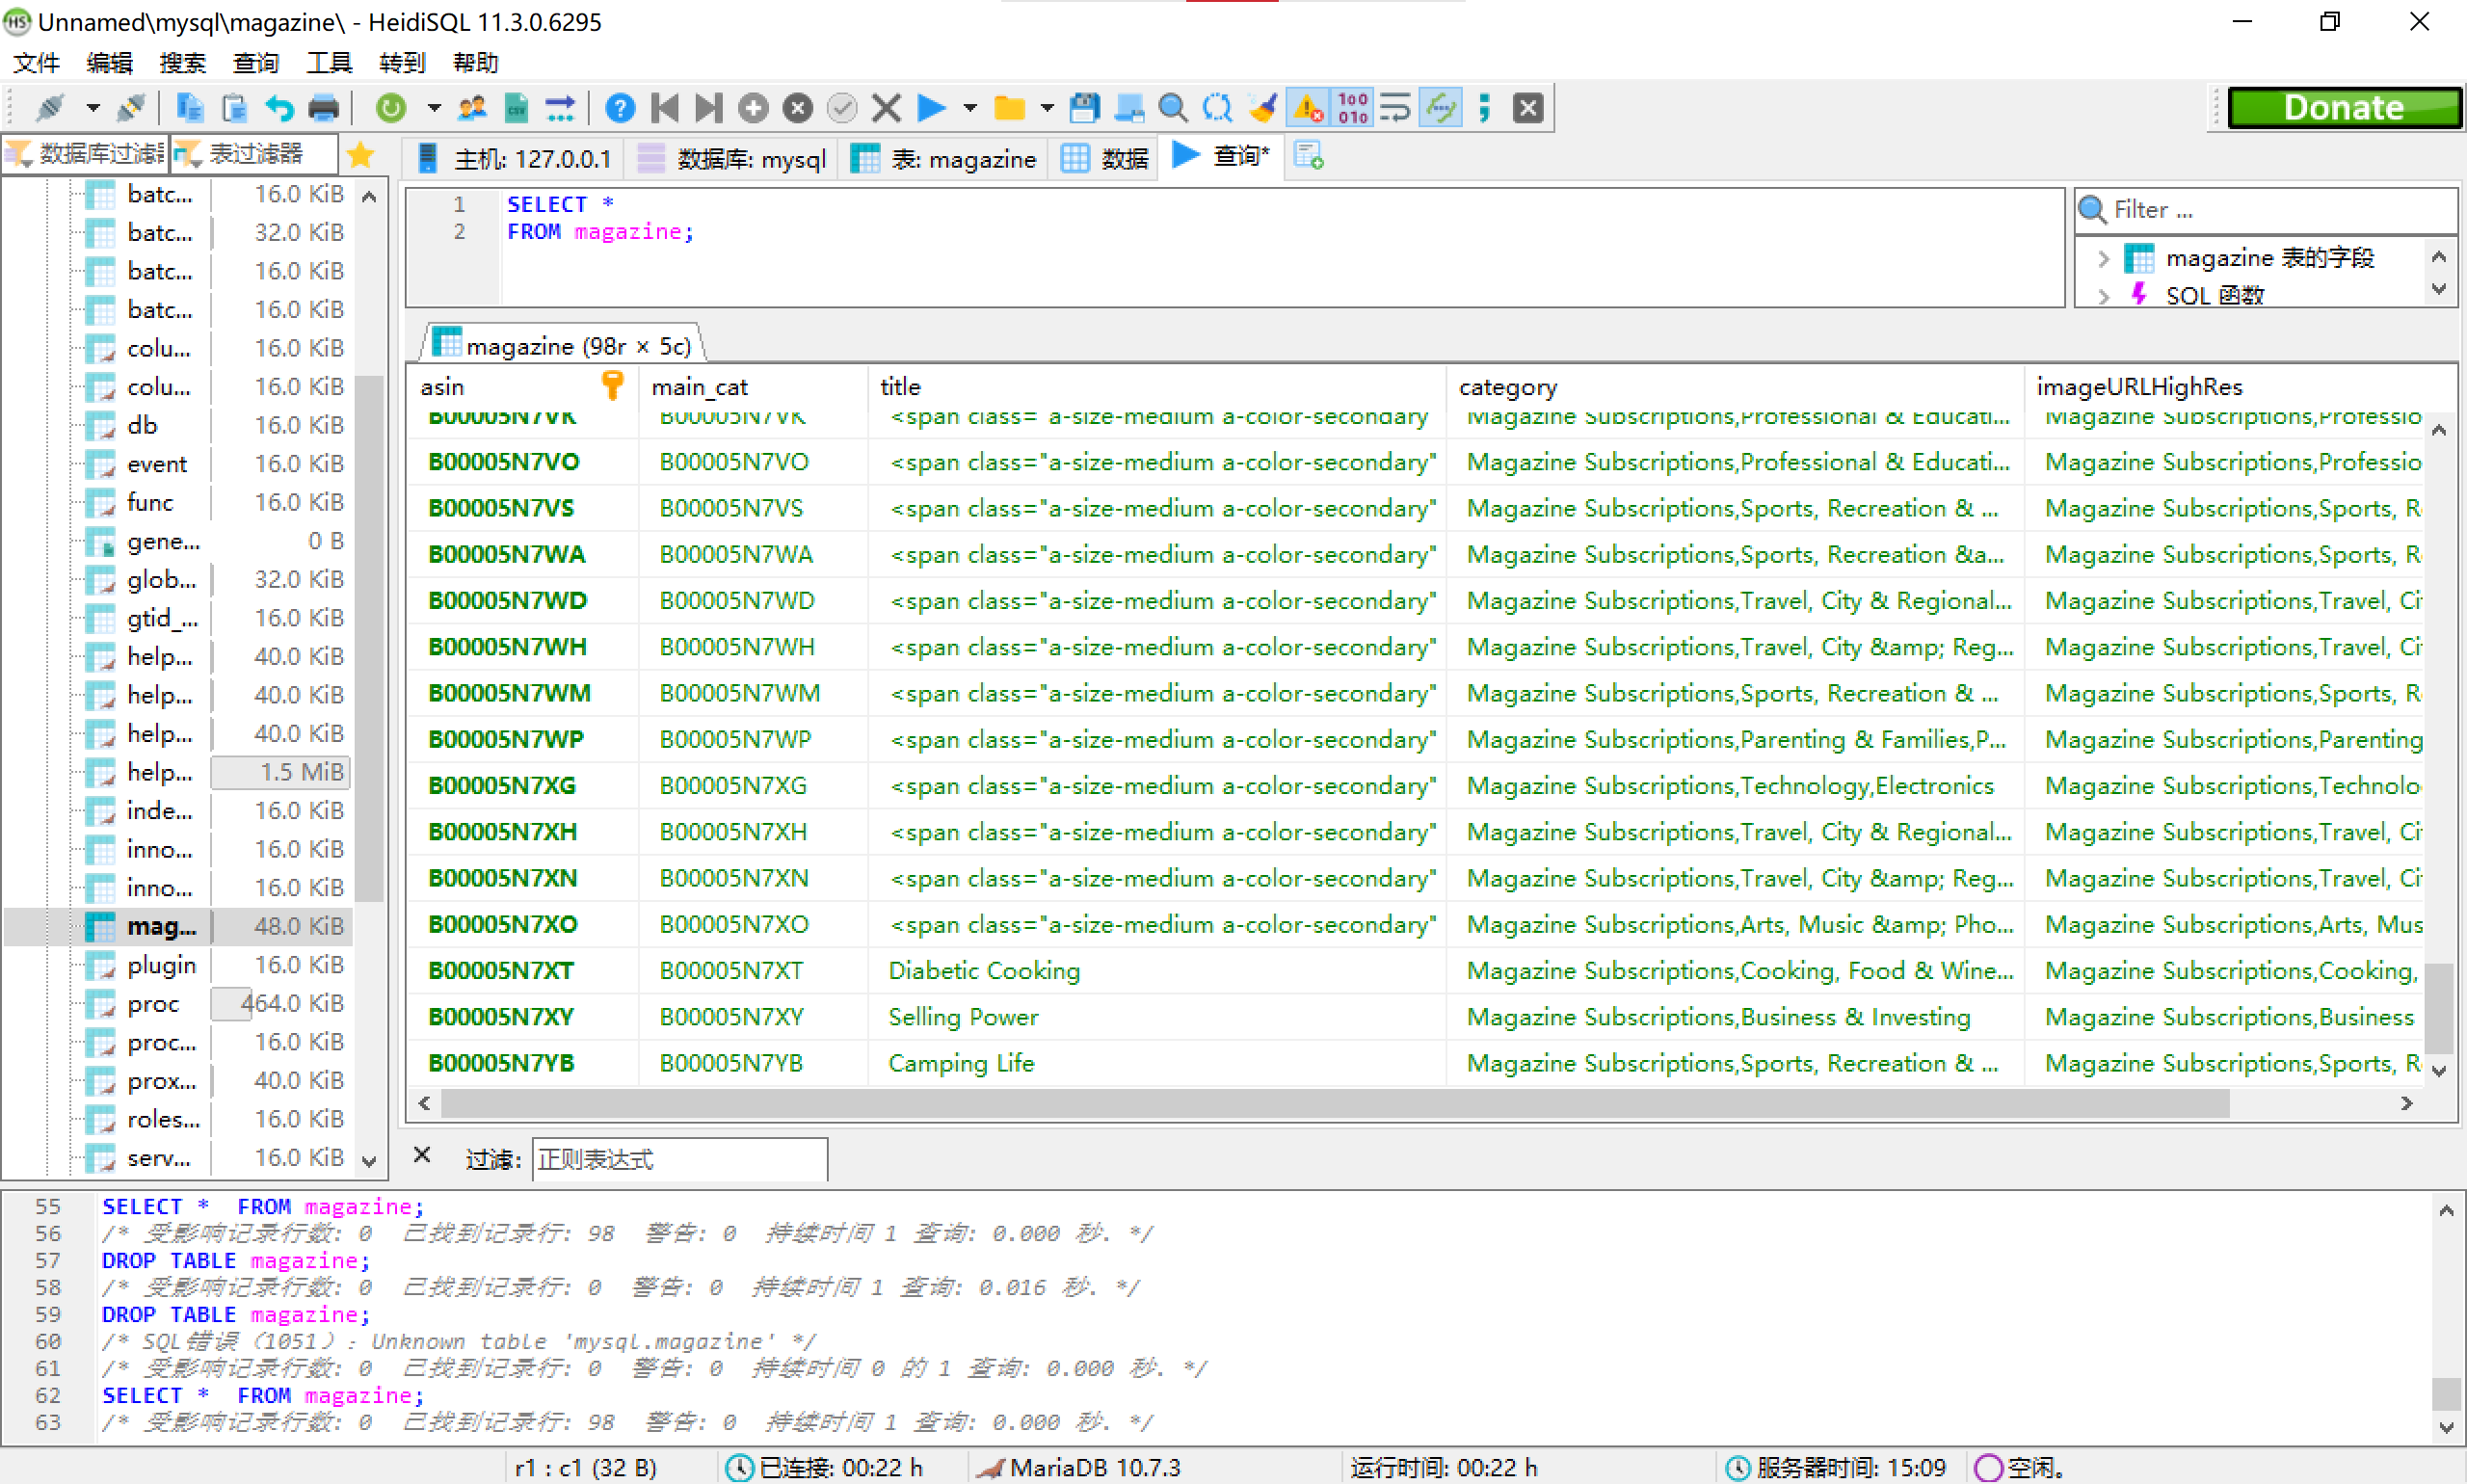 Unnamed\mysql\magazine\ - HeidiSQL 11.3.0.6295
文件 编辑 搜索 查询 工具 转到 帮助
Donate
数据库过滤 表过滤器 主机: 127.0.0.1 数据库: mysql 表: magazine 数据 查询*
1 SELECT *
2 FROM magazine;
Filter ...
magazine 表的字段
SQL 函数
batc... 16.0 KiB
batc... 32.0 KiB
batc... 16.0 KiB
batc... 16.0 KiB
colu... 16.0 KiB
colu... 16.0 KiB
db 16.0 KiB
event 16.0 KiB
func 16.0 KiB
gene... 0 B
glob... 32.0 KiB
gtid_... 16.0 KiB
help... 40.0 KiB
help... 40.0 KiB
help... 40.0 KiB
help... 1.5 MiB
inde... 16.0 KiB
inno... 16.0 KiB
inno... 16.0 KiB
mag... 48.0 KiB
plugin 16.0 KiB
proc 464.0 KiB
proc... 16.0 KiB
prox... 40.0 KiB
roles... 16.0 KiB
serv... 16.0 KiB
magazine (98r × 5c)
asin main_cat title category imageURLHighRes
B00005N7VK B00005N7VK <span class="a-size-medium a-color-secondary Magazine Subscriptions,Professional & Educati... Magazine Subscriptions,Professio
B00005N7VO B00005N7VO <span class="a-size-medium a-color-secondary" Magazine Subscriptions,Professional & Educati... Magazine Subscriptions,Professio
B00005N7VS B00005N7VS <span class="a-size-medium a-color-secondary" Magazine Subscriptions,Sports, Recreation & ... Magazine Subscriptions,Sports, R
B00005N7WA B00005N7WA <span class="a-size-medium a-color-secondary" Magazine Subscriptions,Sports, Recreation &a... Magazine Subscriptions,Sports, R
B00005N7WD B00005N7WD <span class="a-size-medium a-color-secondary" Magazine Subscriptions,Travel, City & Regional... Magazine Subscriptions,Travel, Ci
B00005N7WH B00005N7WH <span class="a-size-medium a-color-secondary" Magazine Subscriptions,Travel, City &amp; Reg... Magazine Subscriptions,Travel, Ci
B00005N7WM B00005N7WM <span class="a-size-medium a-color-secondary" Magazine Subscriptions,Sports, Recreation & ... Magazine Subscriptions,Sports, R
B00005N7WP B00005N7WP <span class="a-size-medium a-color-secondary" Magazine Subscriptions,Parenting & Families,P... Magazine Subscriptions,Parenting
B00005N7XG B00005N7XG <span class="a-size-medium a-color-secondary" Magazine Subscriptions,Technology,Electronics Magazine Subscriptions,Technolo
B00005N7XH B00005N7XH <span class="a-size-medium a-color-secondary" Magazine Subscriptions,Travel, City & Regional... Magazine Subscriptions,Travel, Ci
B00005N7XN B00005N7XN <span class="a-size-medium a-color-secondary" Magazine Subscriptions,Travel, City &amp; Reg... Magazine Subscriptions,Travel, Ci
B00005N7XO B00005N7XO <span class="a-size-medium a-color-secondary" Magazine Subscriptions,Arts, Music &amp; Pho... Magazine Subscriptions,Arts, Mus
B00005N7XT B00005N7XT Diabetic Cooking Magazine Subscriptions,Cooking, Food & Wine... Magazine Subscriptions,Cooking,
B00005N7XY B00005N7XY Selling Power Magazine Subscriptions,Business & Investing Magazine Subscriptions,Business
B00005N7YB B00005N7YB Camping Life Magazine Subscriptions,Sports, Recreation & ... Magazine Subscriptions,Sports, R
过滤: 正则表达式
55 SELECT * FROM magazine;
56 /* 受影响记录行数: 0 已找到记录行: 98 警告: 0 持续时间 1 查询: 0.000 秒. */
57 DROP TABLE magazine;
58 /* 受影响记录行数: 0 已找到记录行: 0 警告: 0 持续时间 1 查询: 0.016 秒. */
59 DROP TABLE magazine;
60 /* SQL错误（1051）：Unknown table 'mysql.magazine' */
61 /* 受影响记录行数: 0 已找到记录行: 0 警告: 0 持续时间 0 的 1 查询: 0.000 秒. */
62 SELECT * FROM magazine;
63 /* 受影响记录行数: 0 已找到记录行: 98 警告: 0 持续时间 1 查询: 0.000 秒. */
r1 : c1 (32 B) 已连接: 00:22 h MariaDB 10.7.3 运行时间: 00:22 h 服务器时间: 15:09 空闲。